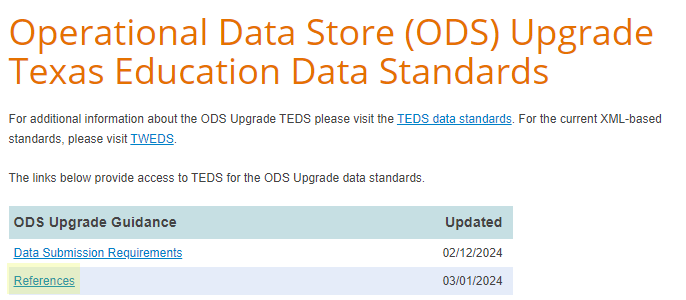 Operational Data Store (ODS) Upgrade
Texas Education Data Standards
For additional information about the ODS Upgrade TEDS please visit the TEDS data standards. For the current XML-based
standards, please visit TWEDS.
The links below provide access to TEDS for the ODS Upgrade data standards.
ODS Upgrade Guidance Updated
Data Submission Requirements 02/12/2024
References 03/01/2024